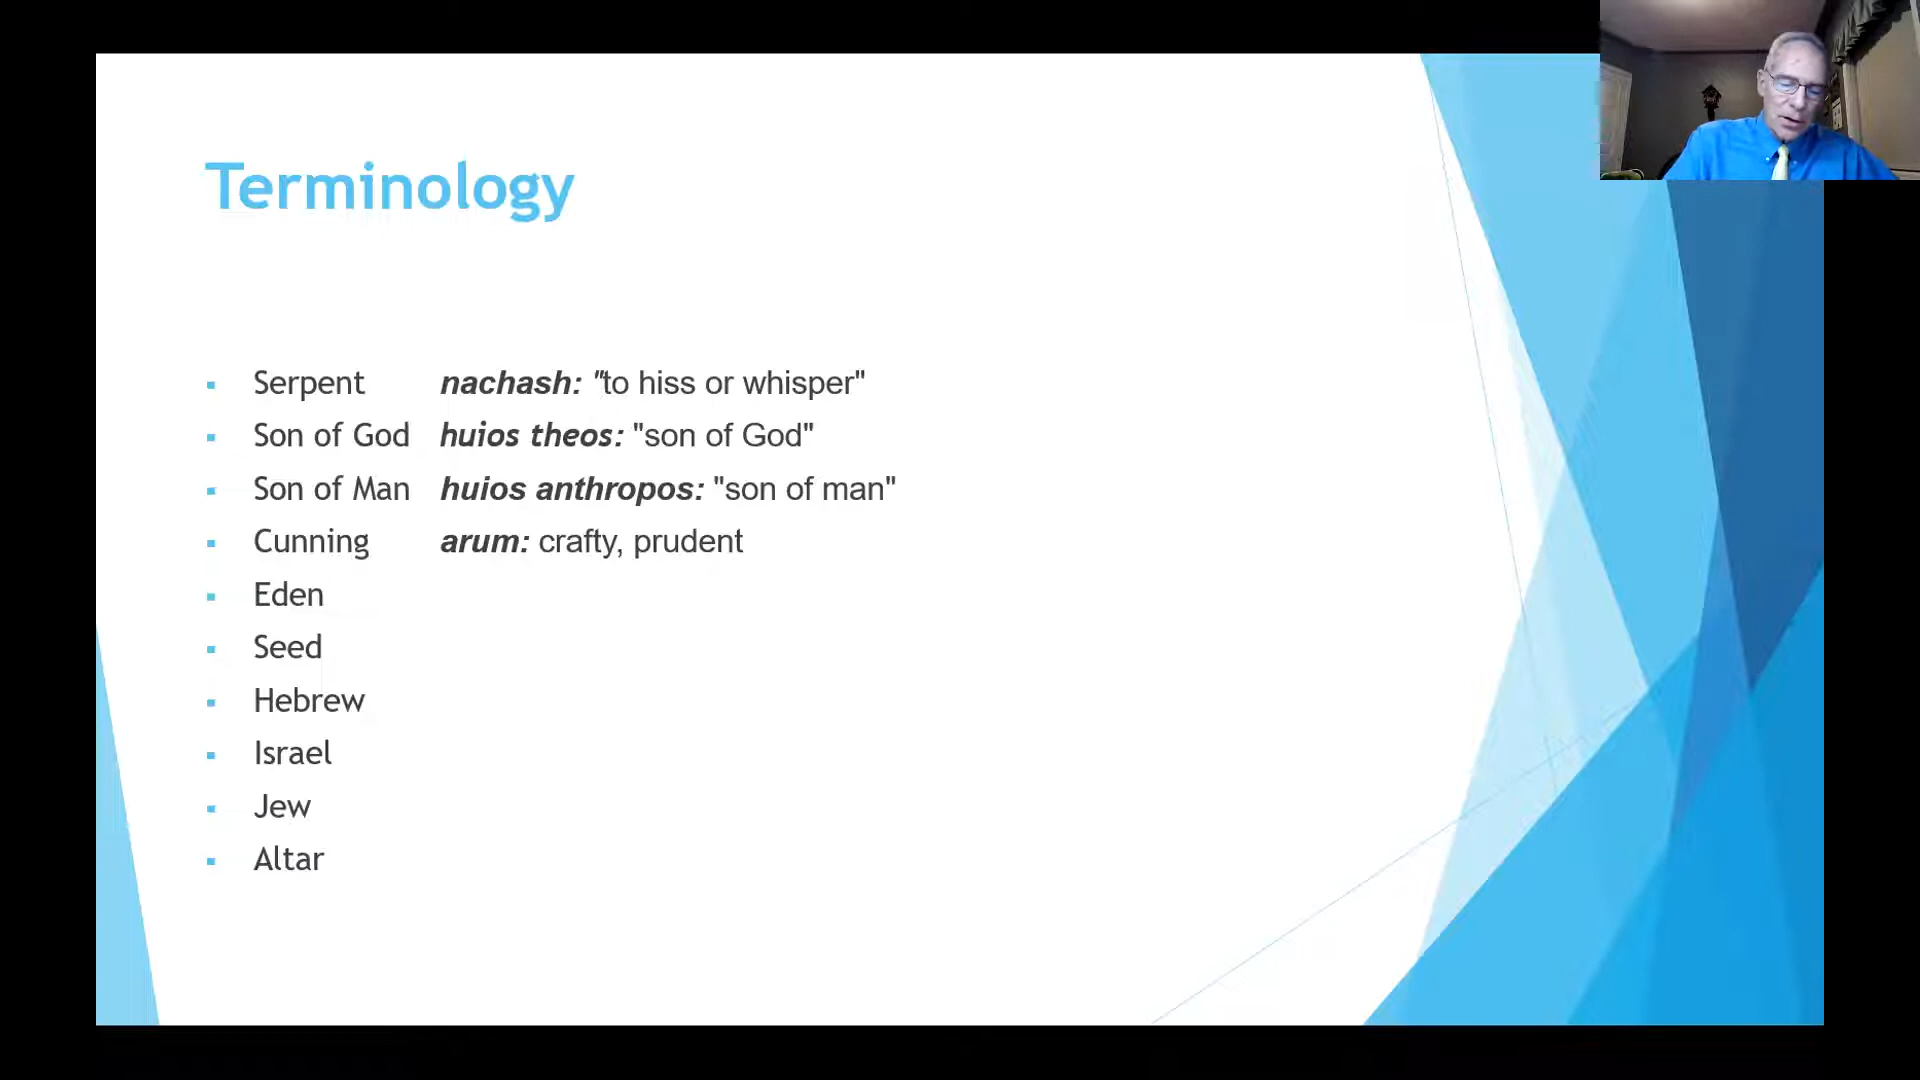 Terminology
Serpent nachash: "to hiss or whisper"
Son of God huios theos: "son of God"
Son of Man huios anthropos: "son of man"
Cunning arum: crafty, prudent
Eden
Seed
Hebrew
Israel
Jew
Altar